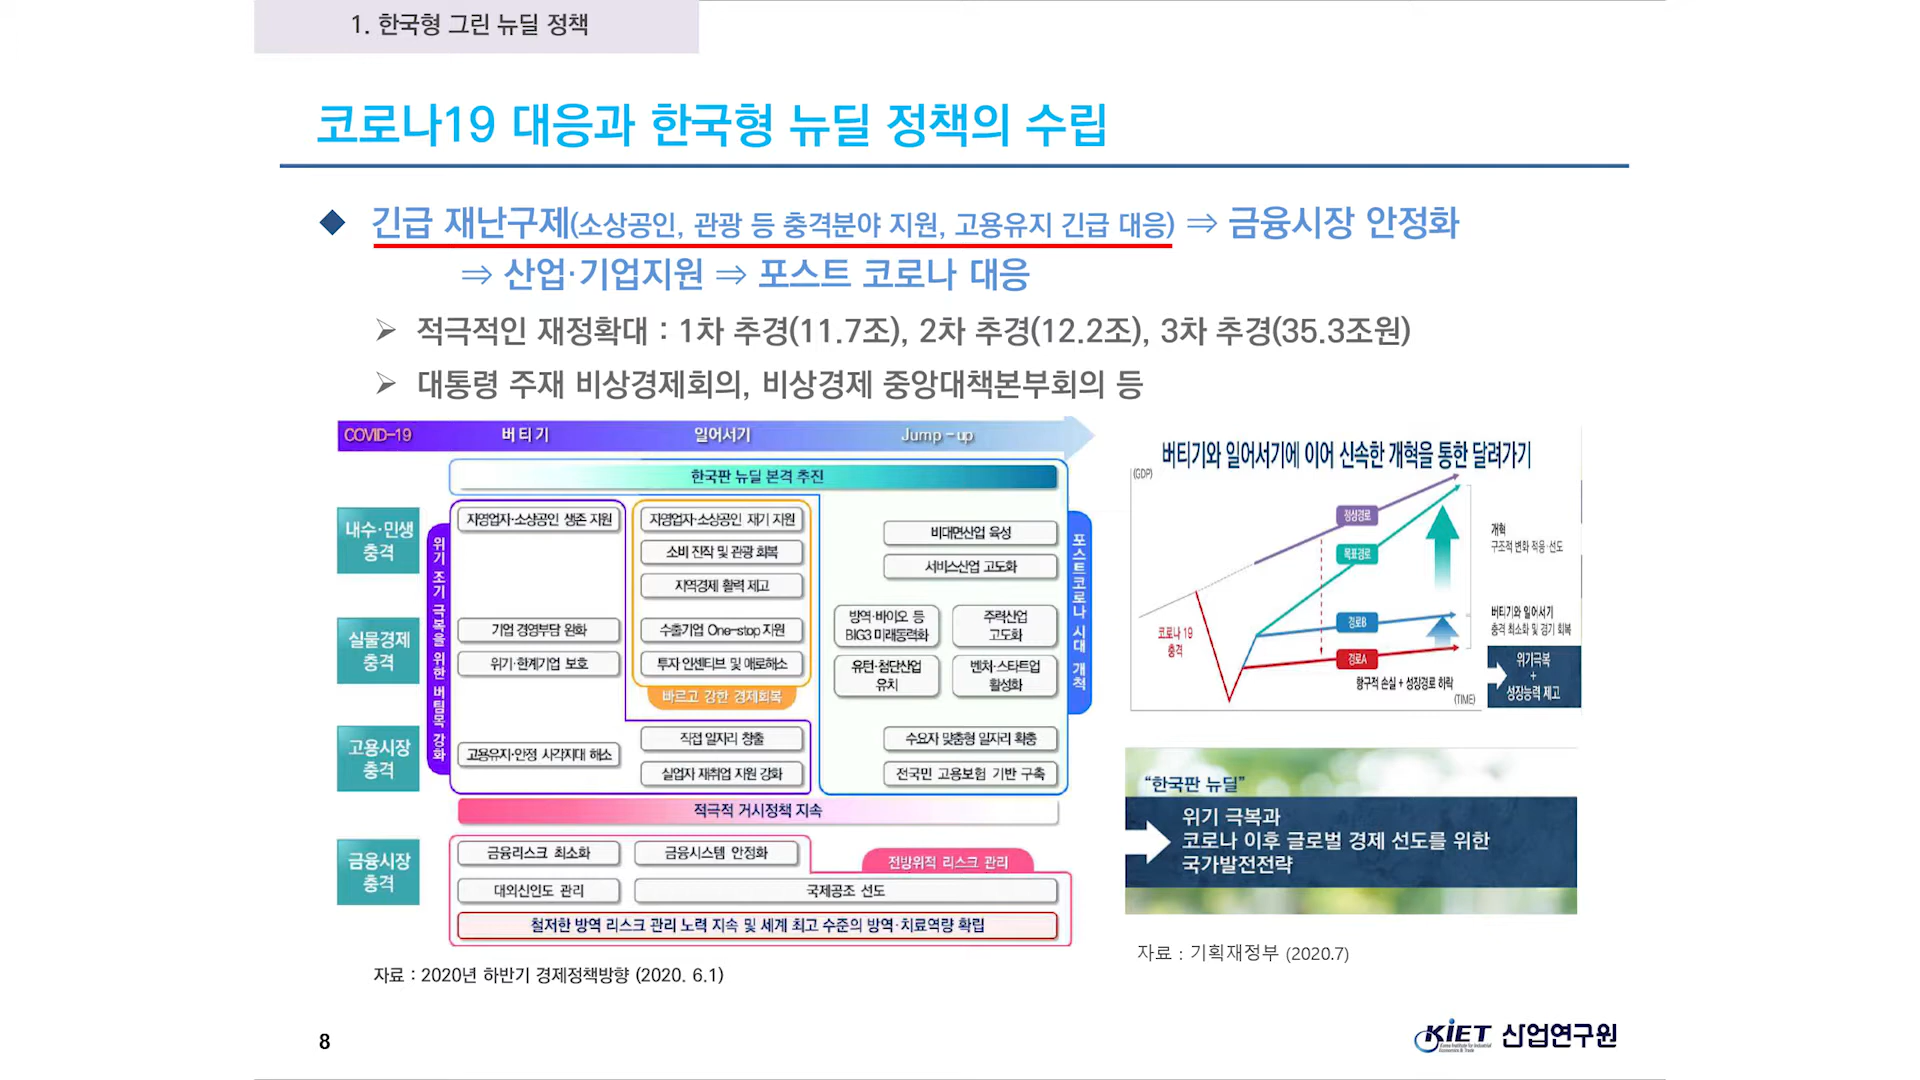 1. 한국형 그린 뉴딜 정책
코로나19 대응과 한국형 뉴딜 정책의 수립
◆ 긴급 재난구제(소상공인, 관광 등 충격분야 지원, 고용유지 긴급 대응) ⇒ 금융시장 안정화
⇒ 산업·기업지원 ⇒ 포스트 코로나 대응
➢ 적극적인 재정확대 : 1차 추경(11.7조), 2차 추경(12.2조), 3차 추경(35.3조원)
➢ 대통령 주재 비상경제회의, 비상경제 중앙대책본부회의 등
COVID-19 버티기 일어서기 Jump-up
한국판 뉴딜 본격 추진
내수·민생
충격
실물경제
충격
고용시장
충격
금융시장
충격
위기 조기 극복을 위한 버팀목 강화
자영업자·소상공인 생존 지원
기업 경영부담 완화
위기·한계기업 보호
고용유지·안정 사각지대 해소
자영업자·소상공인 재기 지원
소비 진작 및 관광 회복
지역경제 활력 제고
수출기업 One-stop 지원
투자 인센티브 및 애로해소
빠르고 강한 경제회복
직접 일자리 창출
실업자 재취업 지원 강화
비대면산업 육성
서비스산업 고도화
방역·바이오 등
BIG3 미래동력화
주력산업
고도화
유턴·첨단산업
유치
벤처·스타트업
활성화
수요자 맞춤형 일자리 확충
전국민 고용보험 기반 구축
포스트코로나 시대 개척
적극적 거시정책 지속
금융리스크 최소화
금융시스템 안정화
전방위적 리스크 관리
대외신인도 관리
국제공조 선도
철저한 방역 리스크 관리 노력 지속 및 세계 최고 수준의 방역·치료역량 확립
자료 : 2020년 하반기 경제정책방향 (2020. 6.1)
버티기와 일어서기에 이어 신속한 개혁을 통한 달려가기
(GDP)
정상경로
목표경로
경로B
경로A
코로나 19
충격
항구적 손실 + 성장경로 하락
(TIME)
개혁
구조적 변화 적응·선도
버티기와 일어서기
충격 최소화 및 경기 회복
위기극복
+
성장능력 제고
“한국판 뉴딜”
위기 극복과
코로나 이후 글로벌 경제 선도를 위한
국가발전전략
자료 : 기획재정부 (2020.7)
8
KIET 산업연구원